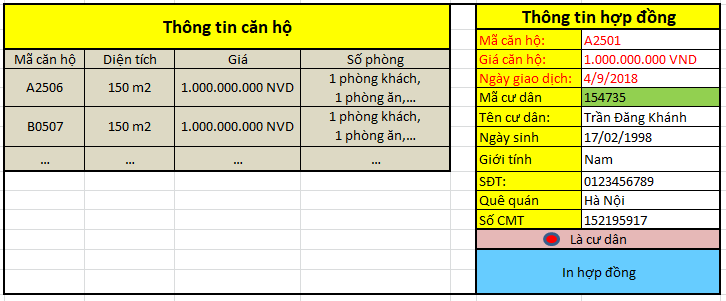 Thông tin căn hộ
Mã căn hộ Diện tích Giá Số phòng
A2506 150 m2 1.000.000.000 NVD 1 phòng khách,
1 phòng ăn,...
B0507 150 m2 1.000.000.000 NVD 1 phòng khách,
1 phòng ăn,...
... ... ... ...
Thông tin hợp đồng
Mã căn hộ: A2501
Giá căn hộ: 1.000.000.000 VND
Ngày giao dịch: 4/9/2018
Mã cư dân 154735
Tên cư dân: Trần Đăng Khánh
Ngày sinh 17/02/1998
Giới tính Nam
SĐT: 0123456789
Quê quán Hà Nội
Số CMT 152195917
Là cư dân
In hợp đồng